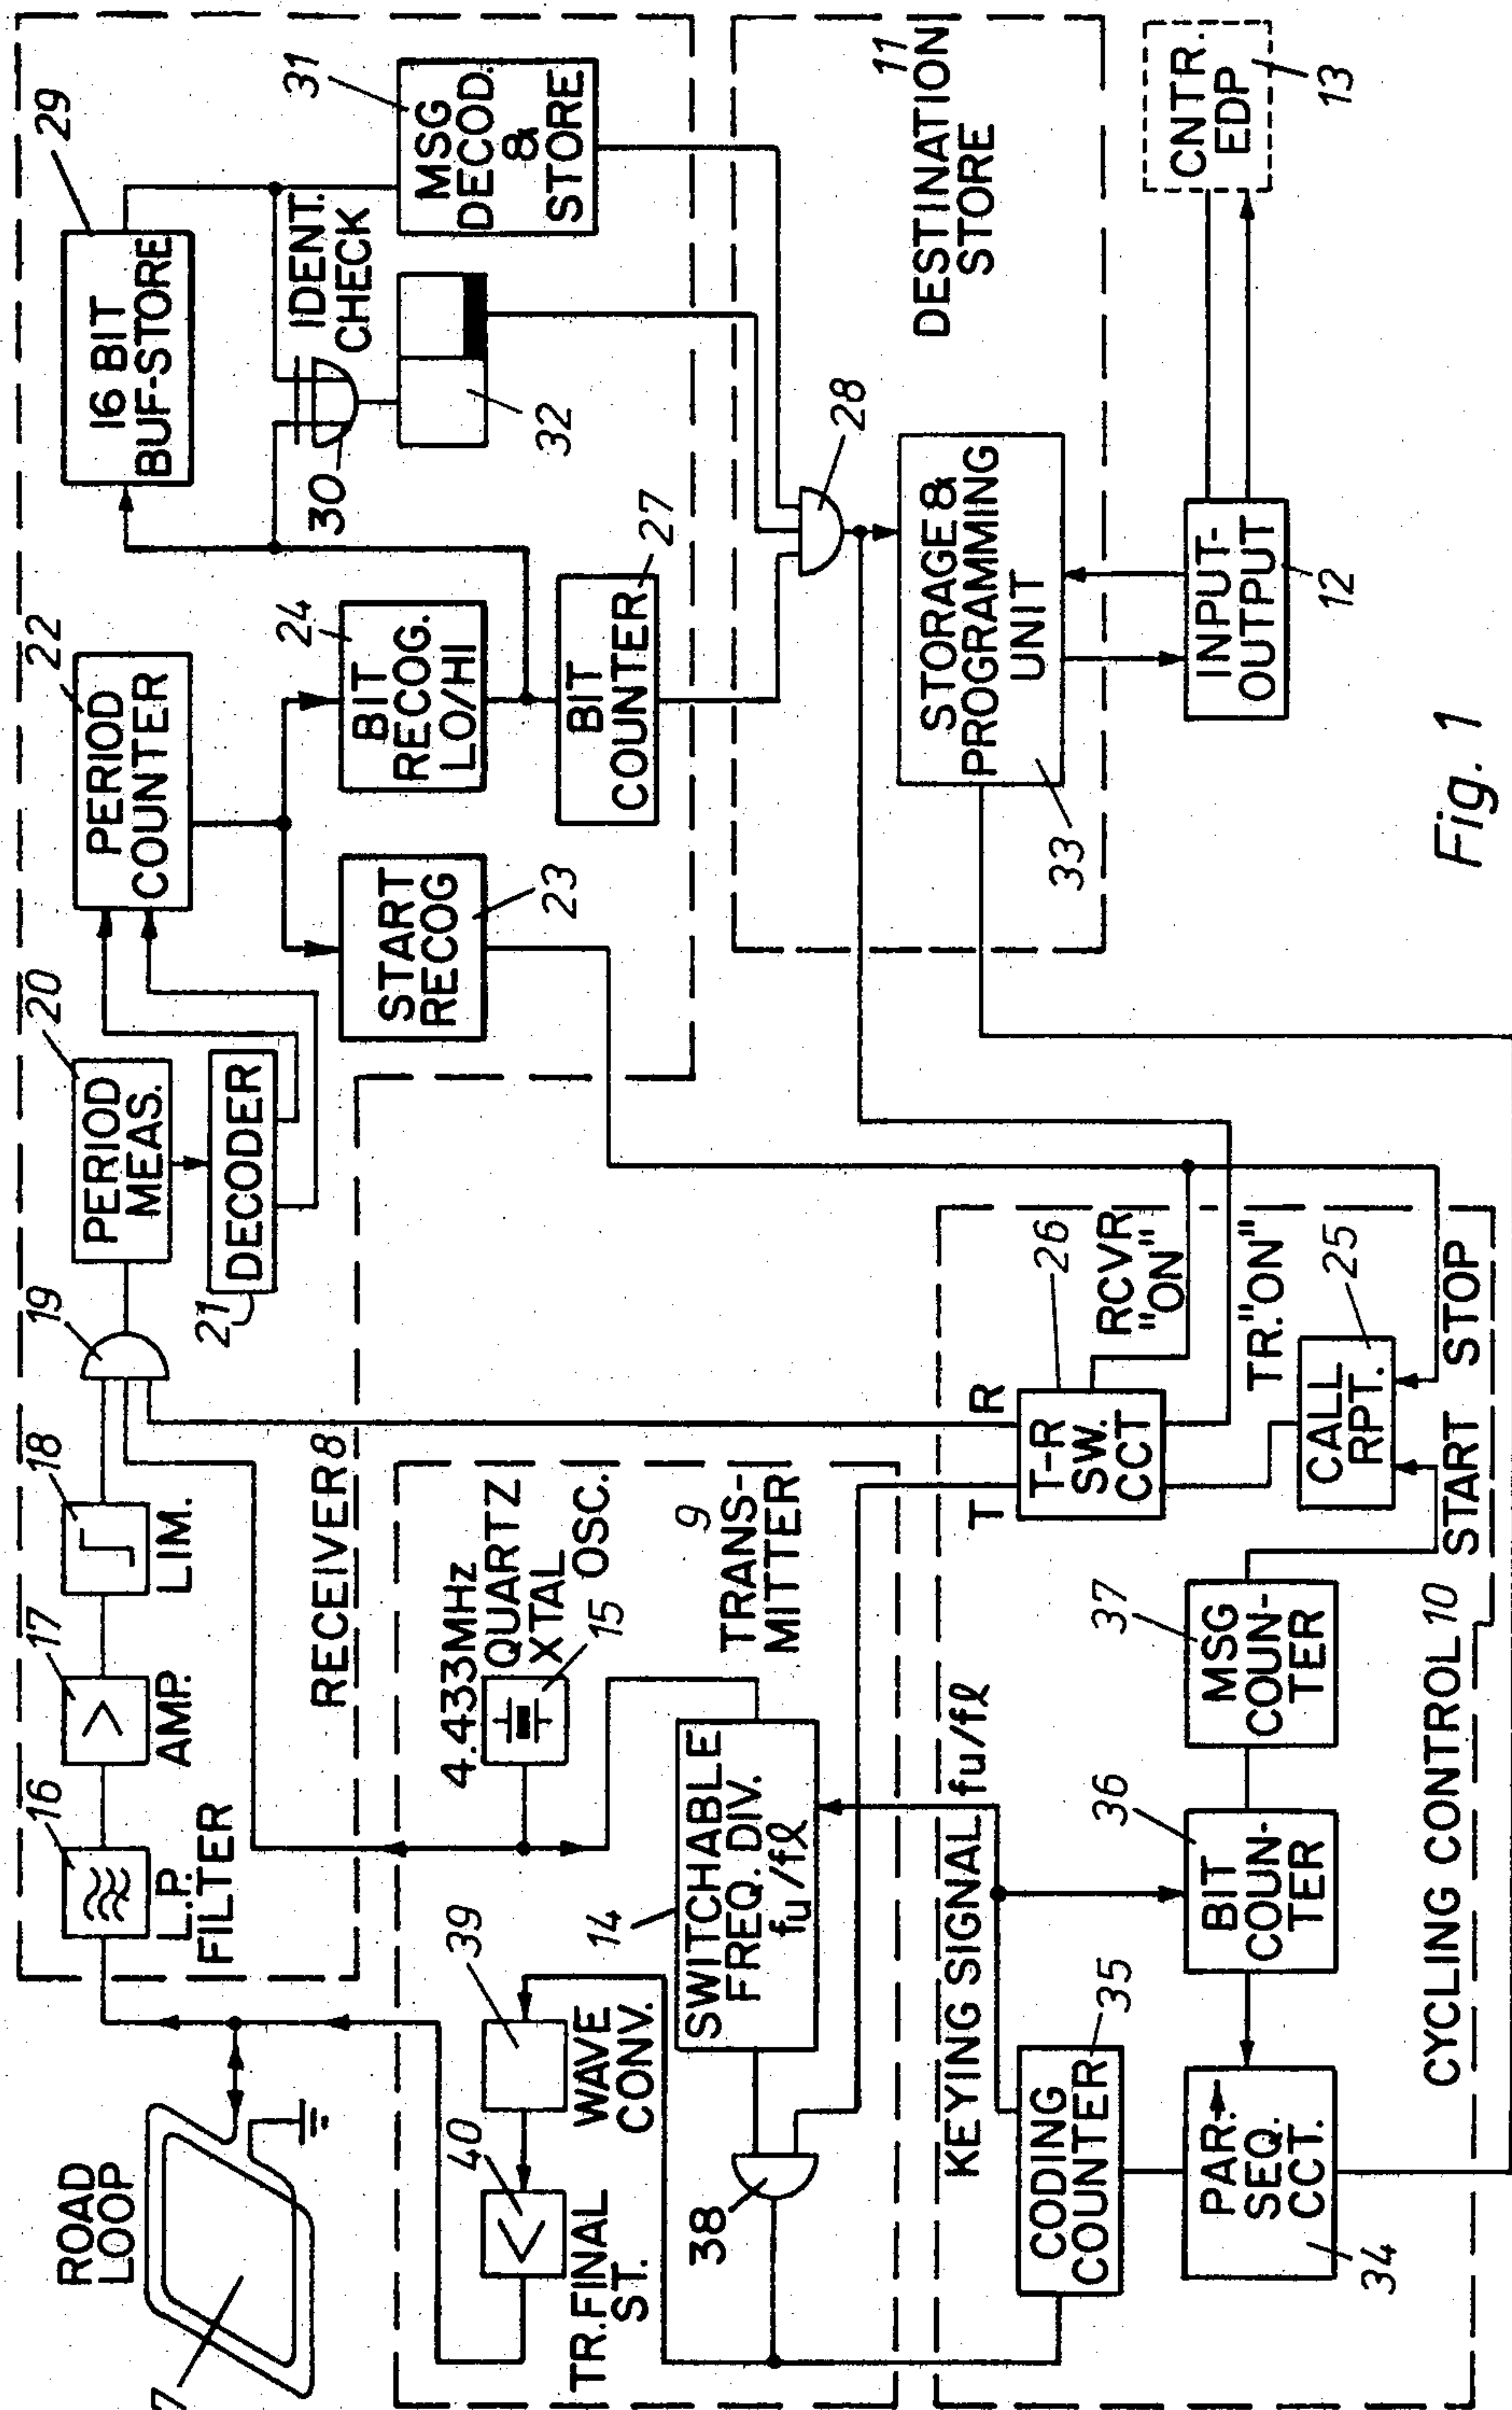 ROAD
LOOP
7
16
L.P.
FILTER
17
AMP.
18
LIM.
19
20
PERIOD
MEAS.
21
DECODER
22
PERIOD
COUNTER
29
16 BIT
BUF-STORE
RECEIVER 8
START
RECOG
23
24
BIT
RECOG.
LO/HI
BIT
COUNTER
27
30
IDENT.
CHECK
32
31
MSG
DECOD.
&
STORE
39
WAVE
CONV.
40
TR.FINAL
ST.
4.433MHz
QUARTZ
XTAL
OSC.
15
9
TRANS-
MITTER
14
SWITCHABLE
FREQ. DIV.
fu/fℓ
38
28
11
DESTINATION
STORE
STORAGE &
PROGRAMMING
UNIT
33
INPUT-
OUTPUT
12
CNTR.
EDP
13
KEYING SIGNAL fu/fℓ
T
R
T-R
SW.
CCT
26
RCVR
"ON"
TR."ON"
CALL
RPT.
25
START
STOP
CODING
COUNTER
35
PAR.
SEQ.
CCT.
34
36
BIT
COUN-
TER
37
MSG
COUN-
TER
CYCLING CONTROL 10
Fig. 1